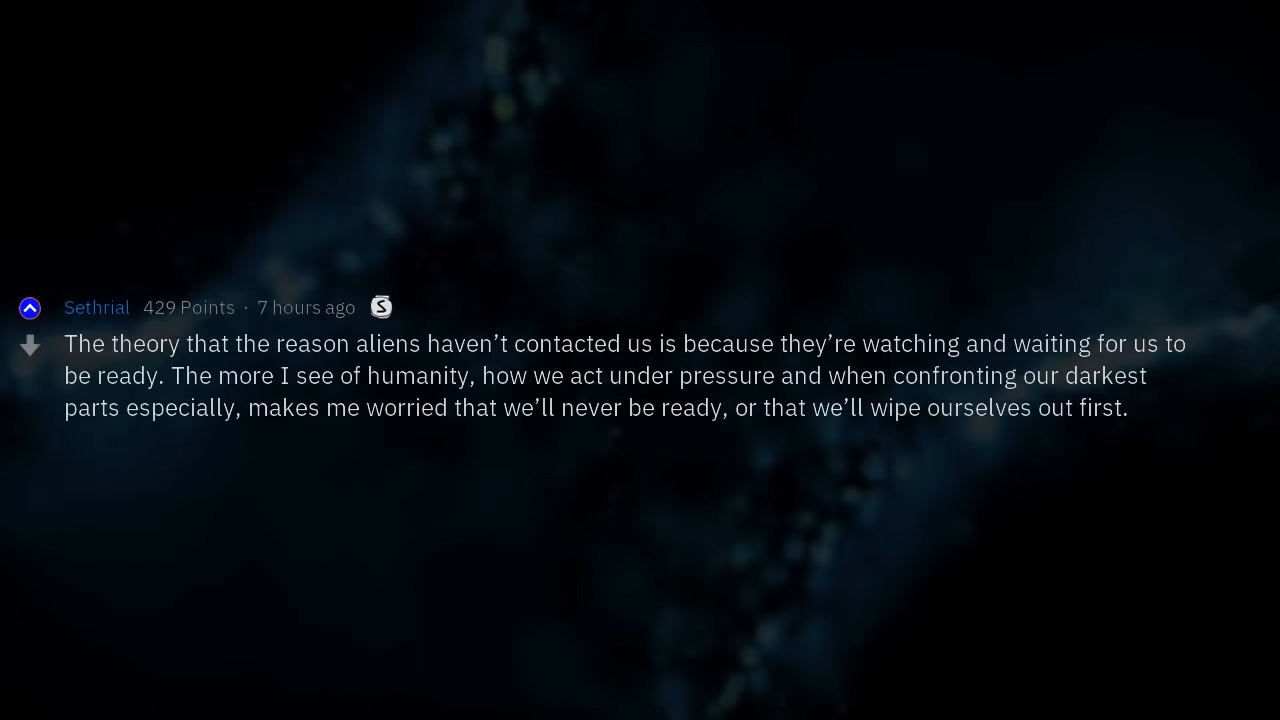 Sethrial 429 Points · 7 hours ago S
The theory that the reason aliens haven’t contacted us is because they’re watching and waiting for us to
be ready. The more I see of humanity, how we act under pressure and when confronting our darkest
parts especially, makes me worried that we’ll never be ready, or that we’ll wipe ourselves out first.